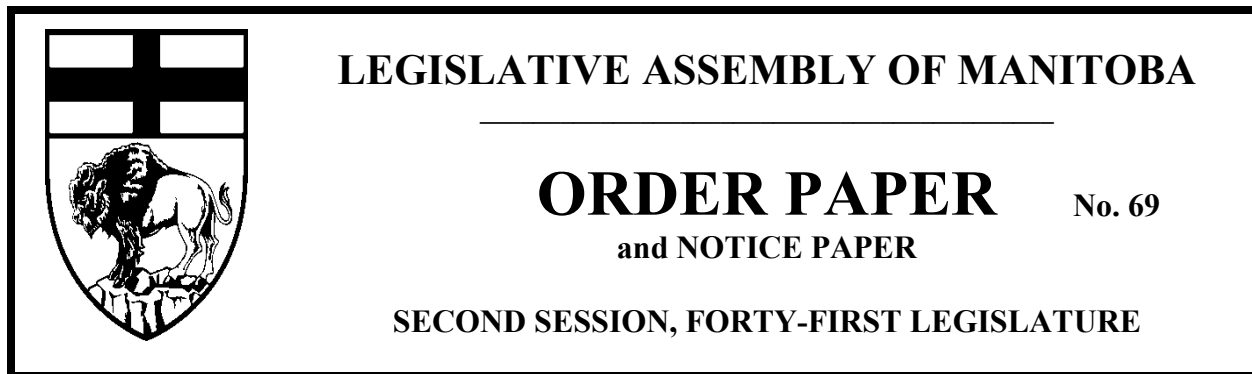 LEGISLATIVE ASSEMBLY OF MANITOBA
ORDER PAPER No. 69
and NOTICE PAPER
SECOND SESSION, FORTY-FIRST LEGISLATURE